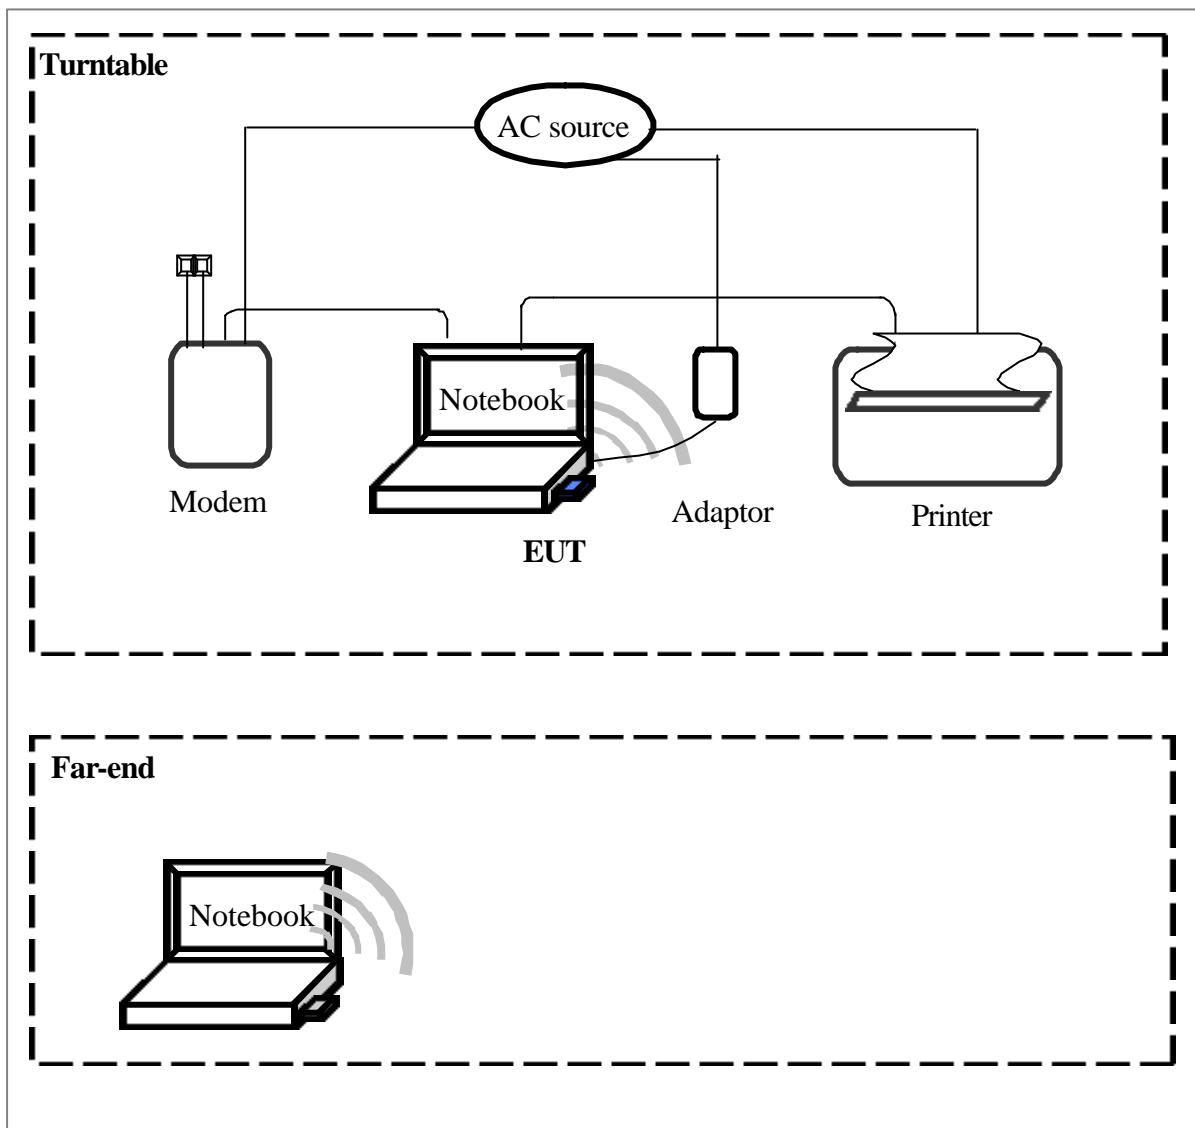 Turntable
AC source
Notebook
Modem
Adaptor
Printer
EUT
Far-end
Notebook